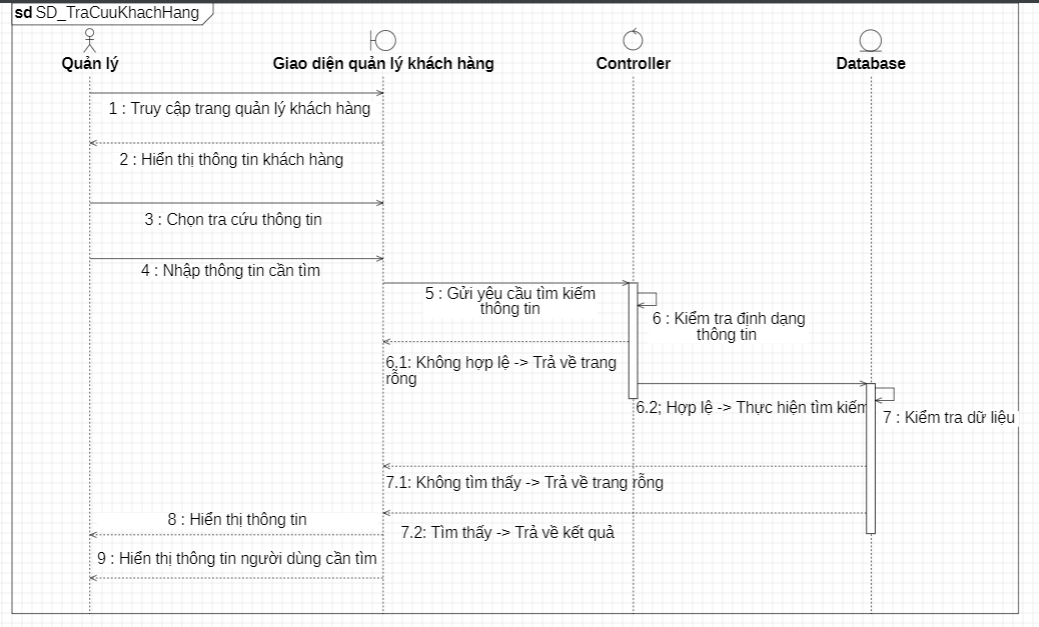 sd SD_TraCuuKhachHang
Quản lý
Giao diện quản lý khách hàng
Controller
Database
1 : Truy cập trang quản lý khách hàng
2 : Hiển thị thông tin khách hàng
3 : Chọn tra cứu thông tin
4 : Nhập thông tin cần tìm
5 : Gửi yêu cầu tìm kiếm
thông tin
6 : Kiểm tra định dạng
thông tin
6.1: Không hợp lệ -> Trả về trang
rỗng
6.2; Hợp lệ -> Thực hiện tìm kiếm
7 : Kiểm tra dữ liệu
7.1: Không tìm thấy -> Trả về trang rỗng
8 : Hiển thị thông tin
7.2: Tìm thấy -> Trả về kết quả
9 : Hiển thị thông tin người dùng cần tìm